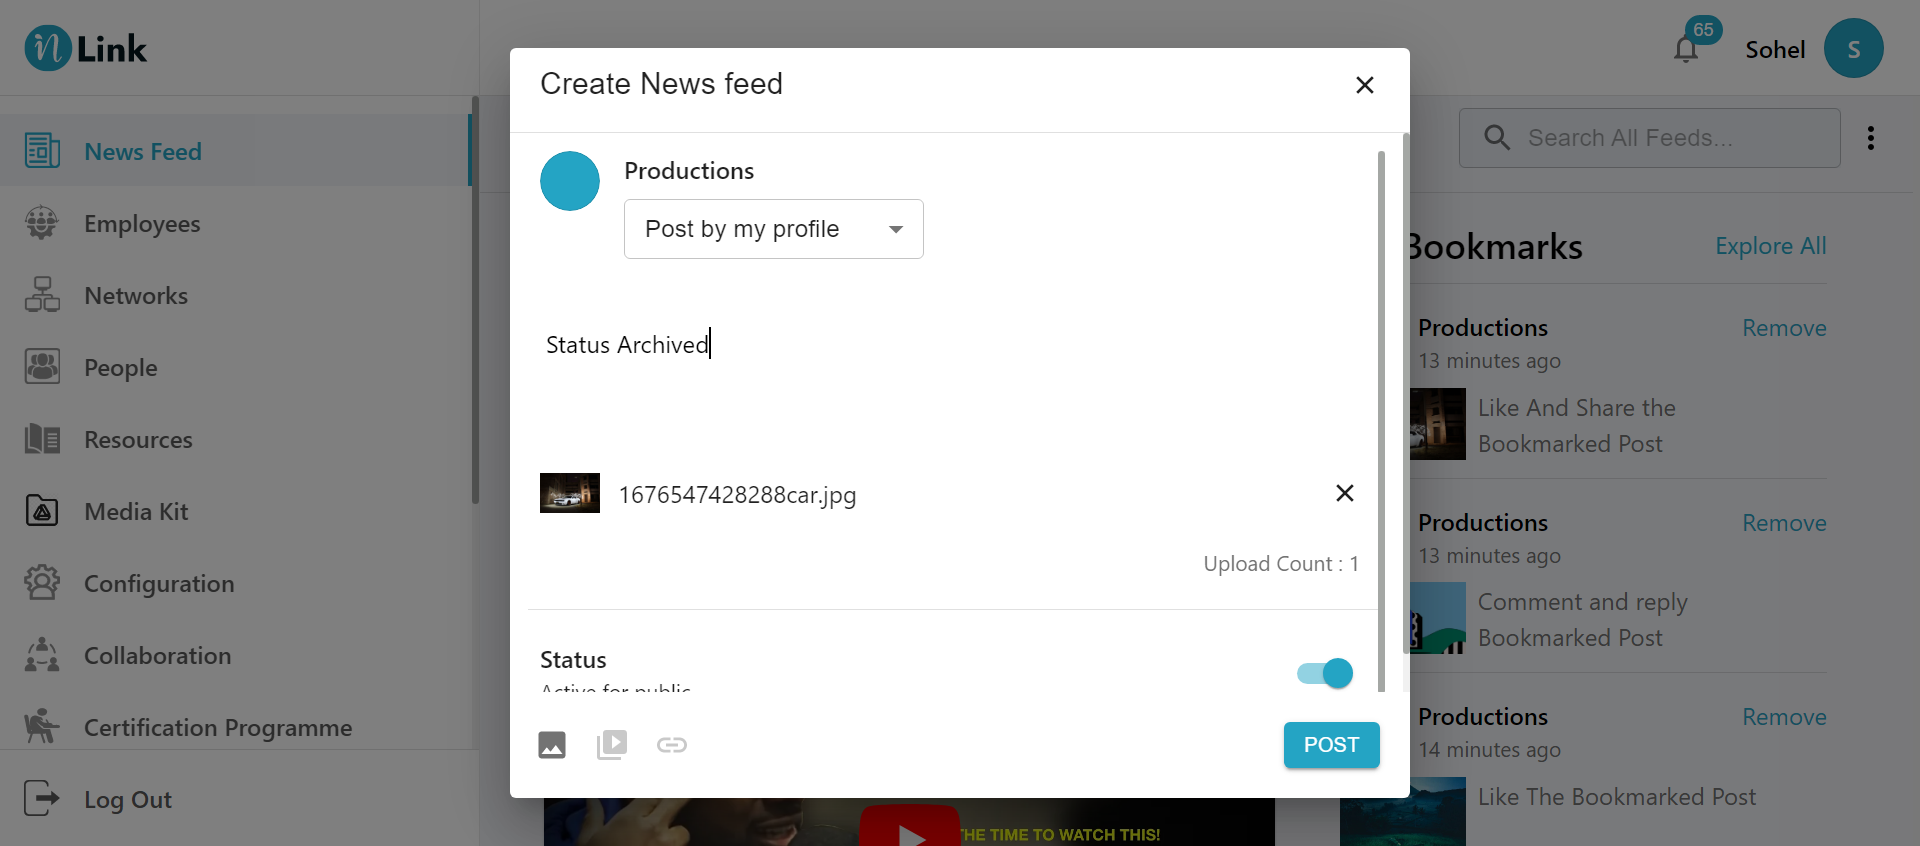 n Link
65
Sohel
S
News Feed
Employees
Networks
People
Resources
Media Kit
Configuration
Collaboration
Certification Programme
Log Out
Create News feed
Productions
Post by my profile
Status Archived
1676547428288car.jpg
Upload Count : 1
Status
Active for public
POST
Search All Feeds...
Bookmarks
Explore All
Productions
Remove
13 minutes ago
Like And Share the
Bookmarked Post
Productions
Remove
13 minutes ago
Comment and reply
Bookmarked Post
Productions
Remove
14 minutes ago
Like The Bookmarked Post
THE TIME TO WATCH THIS!